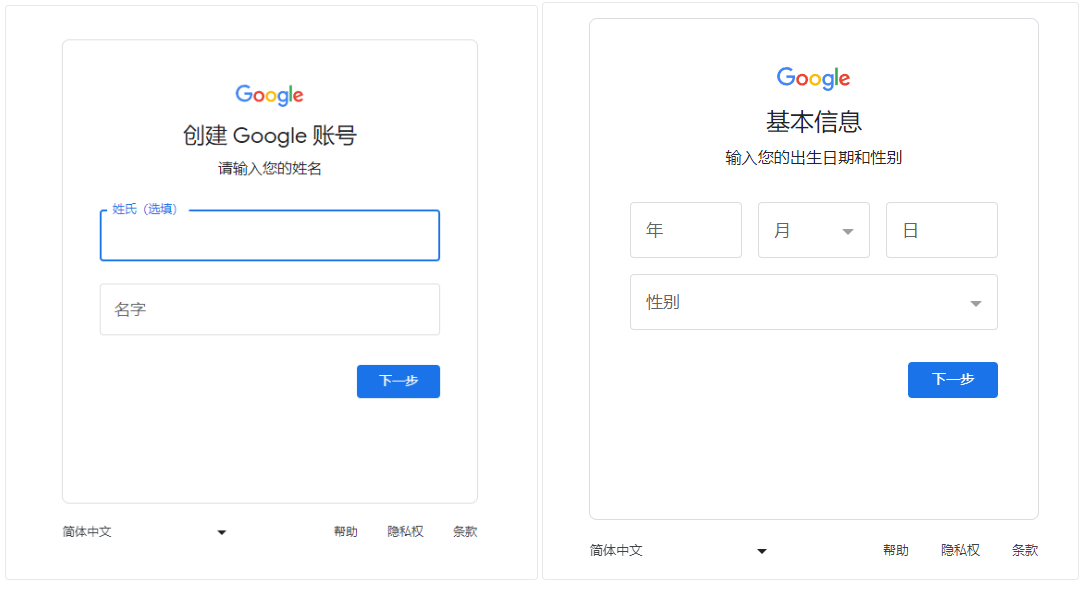 Google
创建 Google 账号
请输入您的姓名
姓氏（选填）
名字
下一步
简体中文 帮助 隐私权 条款
Google
基本信息
输入您的出生日期和性别
年 月 日
性别
下一步
简体中文 帮助 隐私权 条款